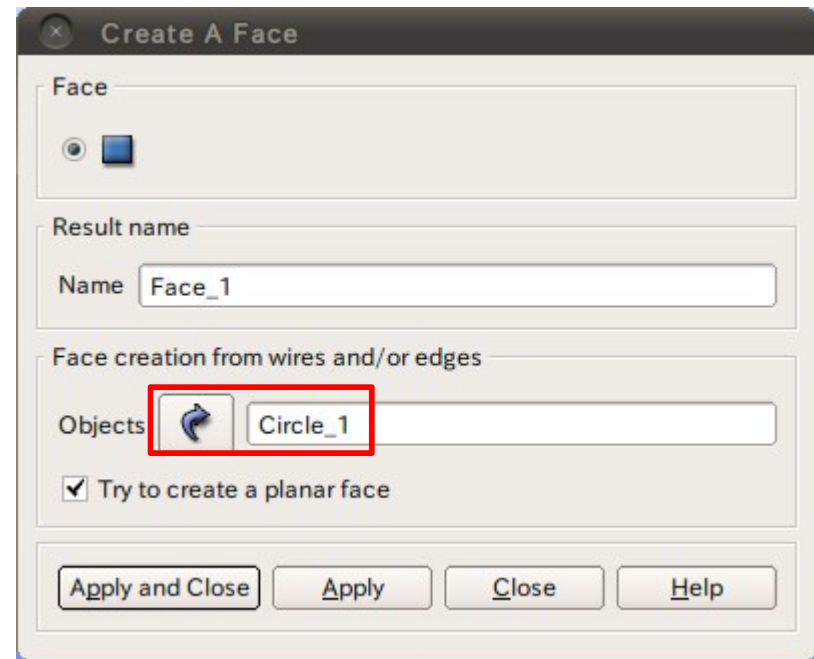 Create A Face
Face
Result name
Name Face_1
Face creation from wires and/or edges
Objects Circle_1
Try to create a planar face
Apply and Close Apply Close Help